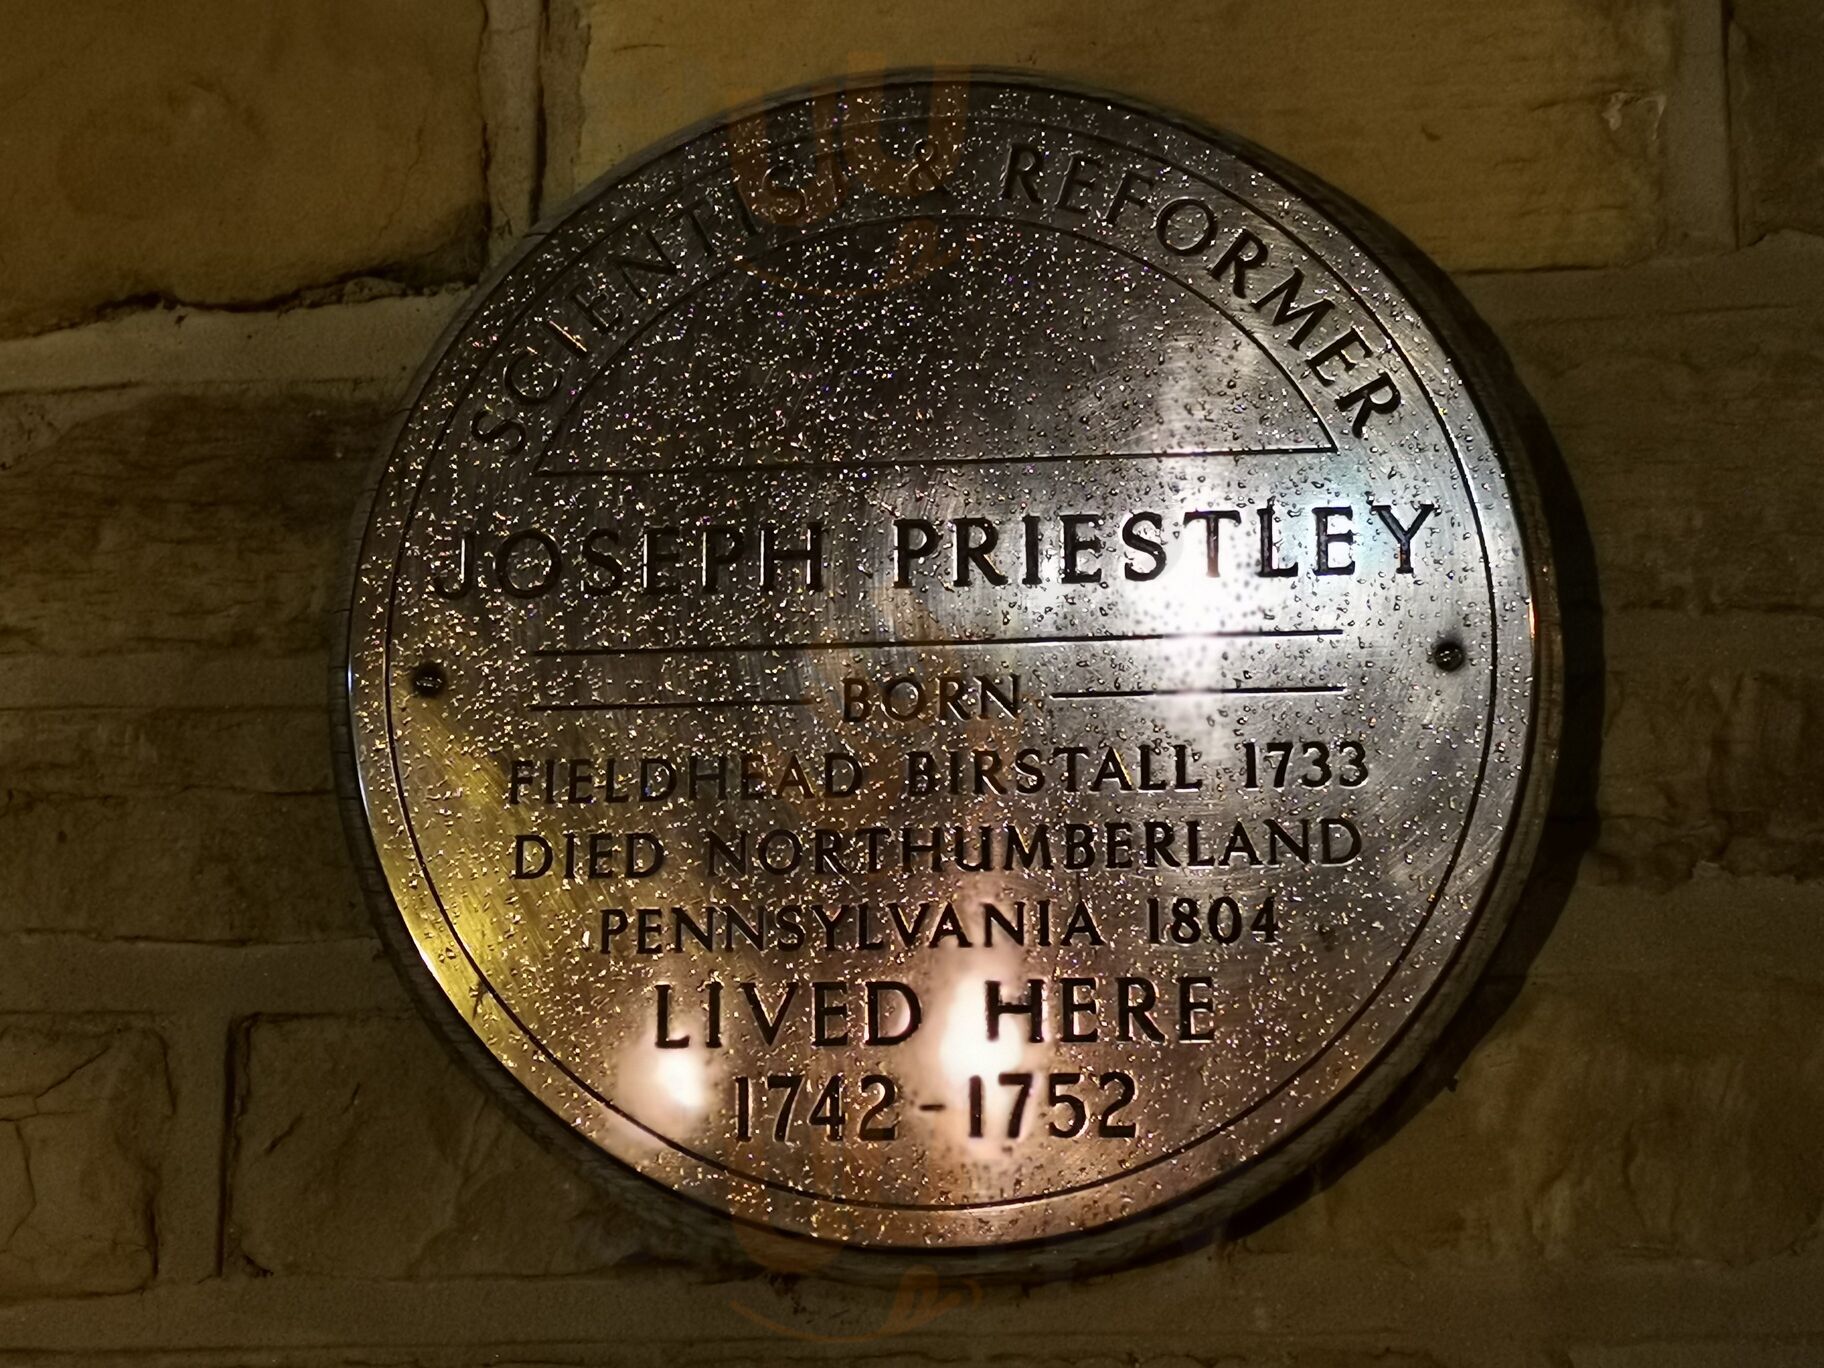 SCIENTIST & REFORMER
JOSEPH PRIESTLEY
BORN
FIELDHEAD BIRSTALL 1733
DIED NORTHUMBERLAND
PENNSYLVANIA 1804
LIVED HERE
1742-1752